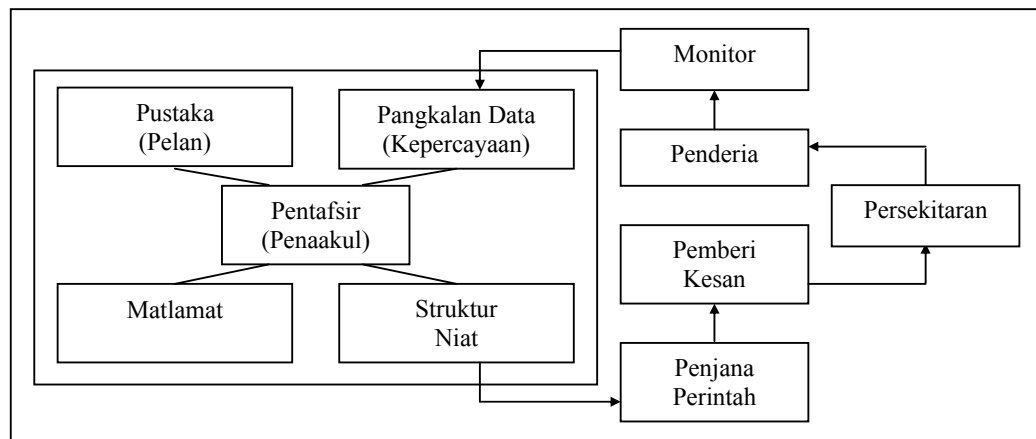 Pustaka
(Pelan)
Pangkalan Data
(Kepercayaan)
Pentafsir
(Penaakul)
Matlamat
Struktur
Niat
Monitor
Penderia
Persekitaran
Pemberi
Kesan
Penjana
Perintah